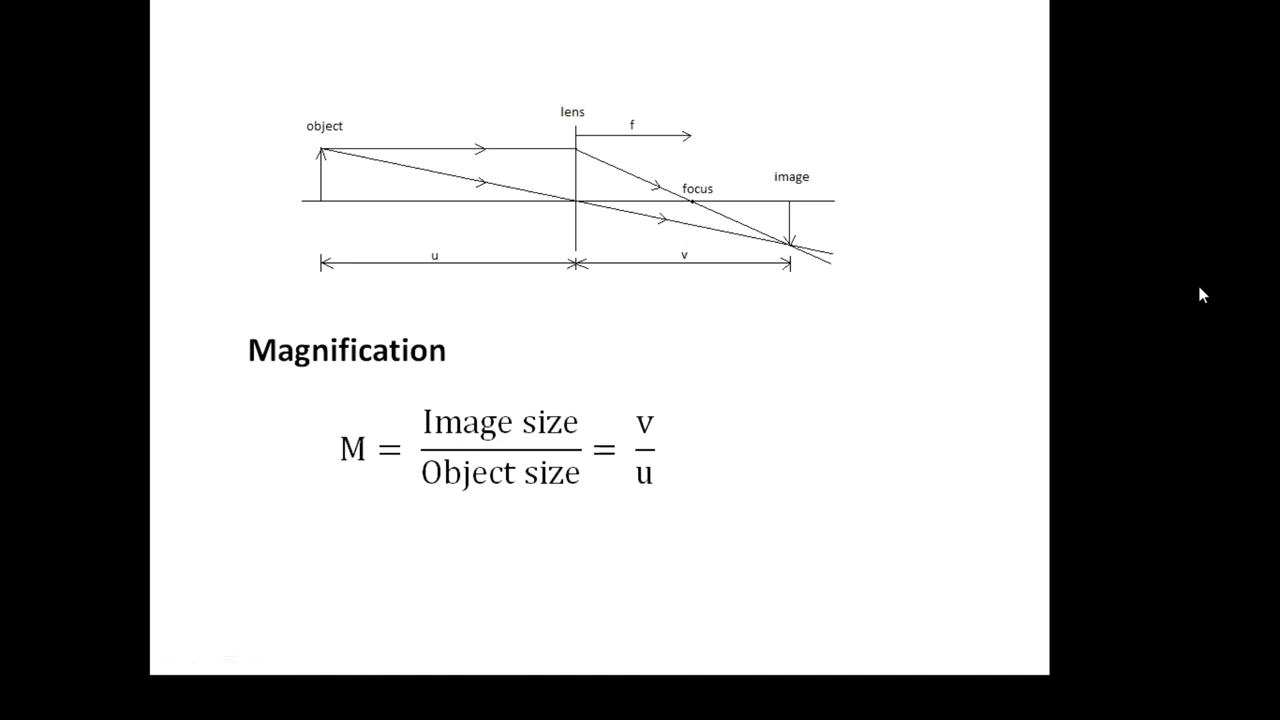 lens
object
f
image
focus
u
v
Magnification
M = Image size / Object size = v / u